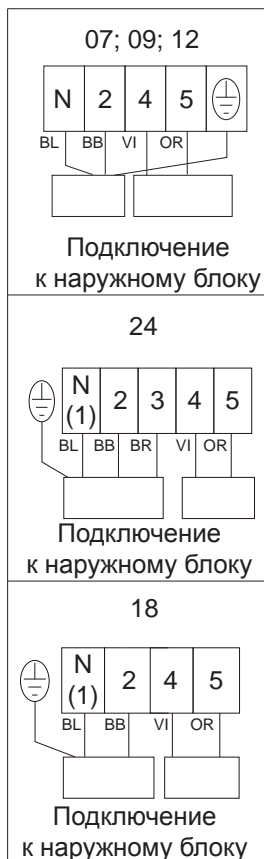 07; 09; 12
N 2 4 5
BL BB VI OR
Подключение
к наружному блоку
24
N
(1) 2 3 4 5
BL BB BR VI OR
Подключение
к наружному блоку
18
N
(1) 2 4 5
BL BB VI OR
Подключение
к наружному блоку